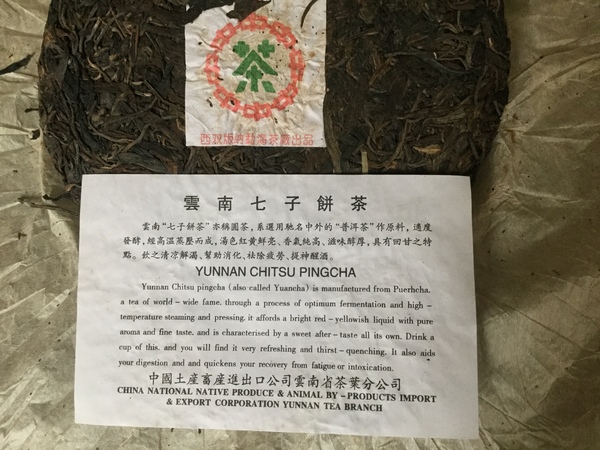 茶
西双版纳勐海茶厰出品
雲南七子餅茶
雲南“七子餅茶”亦稱圓茶，系選用馳名中外的“普洱茶”作原料，適度
發酵，經高溫蒸壓而成，湯色紅黄鮮亮、香氣純高、滋味醇厚，具有回甘之特
點。飲之清凉解渴、幫助消化、祛除疲勞、提神醒酒。
YUNNAN CHITSU PINGCHA
Yunnan Chitsu pingcha (also called Yuancha) is manufactured from Puerhcha,
a tea of world – wide fame, through a process of optimum fermentation and high –
temperature steaming and pressing. it affords a bright red – yellowish liquid with pure
aroma and fine taste. and is characterised by a sweet after – taste all its own. Drink a
cup of this. and you will find it very refreshing and thirst – quenching. It also aids
your digestion and and quickens your recovery from fatigue or intoxication.
中國土産畜産進出口公司雲南省茶葉分公司
CHINA NATIONAL NATIVE PRODUCE & ANIMAL BY – PRODUCTS IMPORT
& EXPORT CORPORATION YUNNAN TEA BRANCH